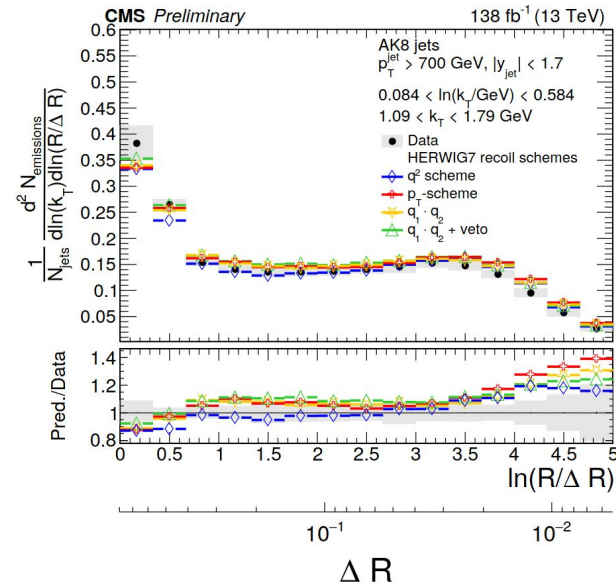 CMS Preliminary 138 fb⁻¹ (13 TeV)
AK8 jets
p_T^jet > 700 GeV, |y_jet| < 1.7
0.084 < ln(k_T/GeV) < 0.584
1.09 < k_T < 1.79 GeV
Data
HERWIG7 recoil schemes
q² scheme
p_T-scheme
q_1 · q_2
q_1 · q_2 + veto
1/N_jets d² N_emissions / dln(k_T)dln(R/Δ R)
0.6
0.55
0.5
0.45
0.4
0.35
0.3
0.25
0.2
0.15
0.1
0.05
Pred./Data
1.4
1.2
1.0
0.8
0 0.5 1 1.5 2 2.5 3 3.5 4 4.5 5
ln(R/Δ R)
10⁻¹ 10⁻²
Δ R